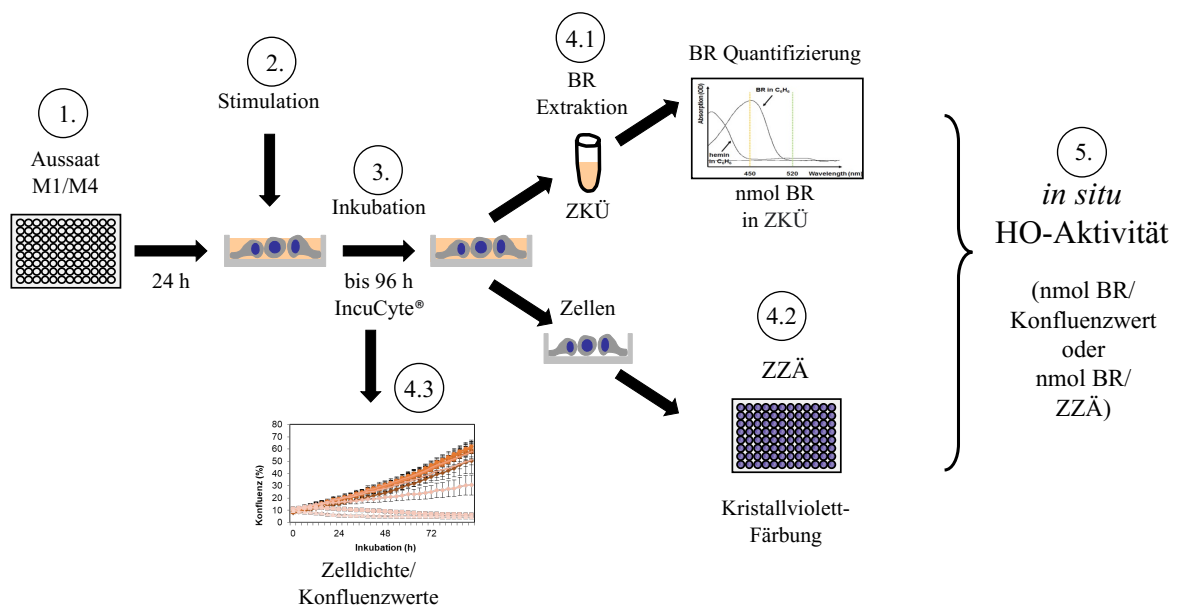 1.
Aussaat
M1/M4
24 h
2.
Stimulation
3.
Inkubation
bis 96 h
IncuCyte®
4.1
BR
Extraktion
ZKÜ
BR Quantifizierung
Absorption (OD)
BR in C₆H₆
hemin
in C₆H₆
450
520
Wavelength (nm)
nmol BR
in ZKÜ
Zellen
4.2
ZZÄ
Kristallviolett-
Färbung
4.3
Konfluenz (%)
80
70
60
50
40
30
20
10
0
0
24
48
72
Inkubation (h)
Zelldichte/
Konfluenzwerte
5.
in situ
HO-Aktivität
(nmol BR/
Konfluenzwert
oder
nmol BR/
ZZÄ)